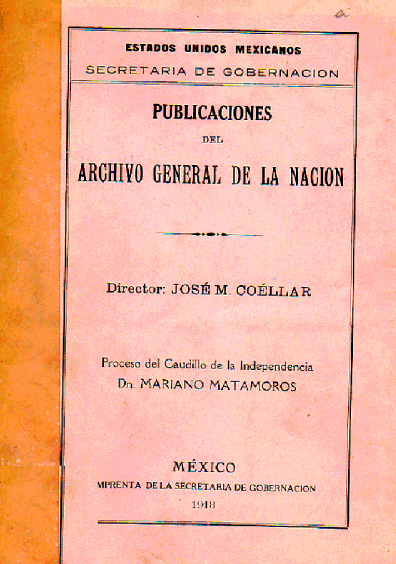 ESTADOS UNIDOS MEXICANOS
SECRETARIA DE GOBERNACION
PUBLICACIONES
DEL
ARCHIVO GENERAL DE LA NACION
Director: JOSÉ M. COÉLLAR
Proceso del Caudillo de la Independencia
Dn. MARIANO MATAMOROS
MÉXICO
MPRENTA DE LA SECRETARIA DE GOBERNACION
1918